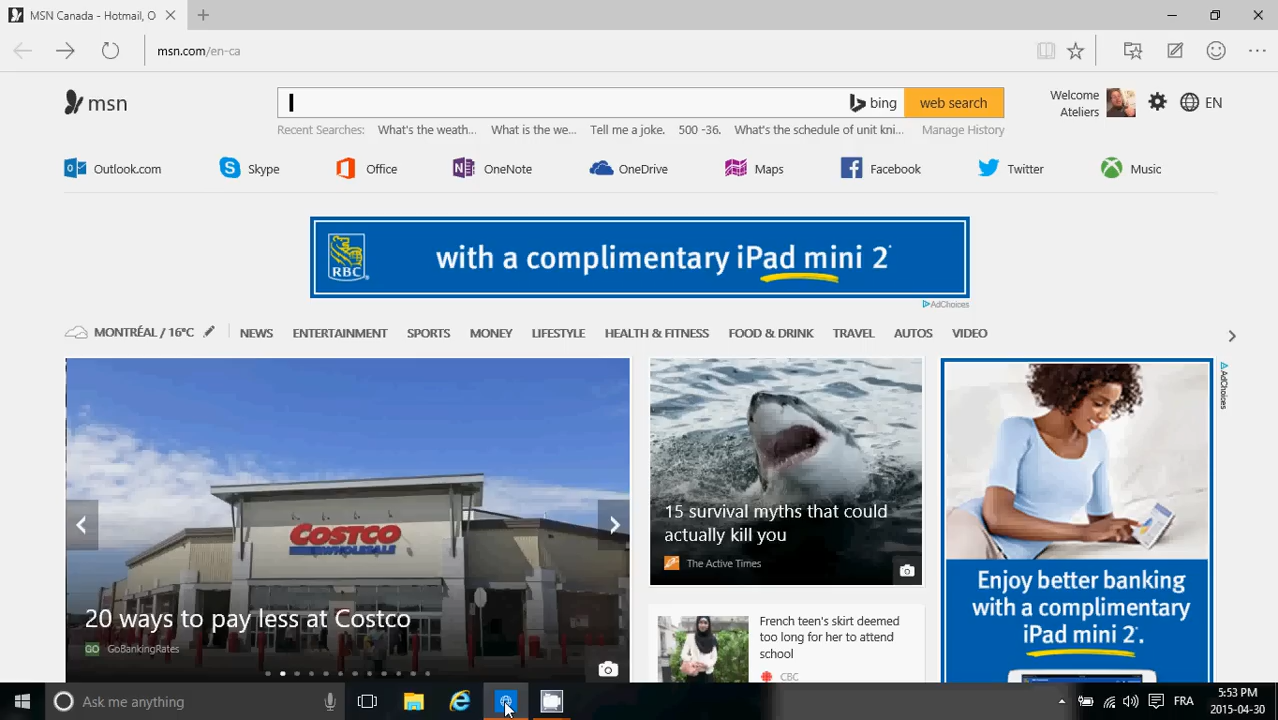 MSN Canada - Hotmail, O
msn.com/en-ca
msn
bing
web search
Welcome
Ateliers
EN
Recent Searches:
What's the weath...
What is the we...
Tell me a joke.
500 -36.
What's the schedule of unit kni...
Manage History
Outlook.com
Skype
Office
OneNote
OneDrive
Maps
Facebook
Twitter
Music
RBC
with a complimentary iPad mini 2
AdChoices
MONTRÉAL / 16°C
NEWS
ENTERTAINMENT
SPORTS
MONEY
LIFESTYLE
HEALTH & FITNESS
FOOD & DRINK
TRAVEL
AUTOS
VIDEO
COSTCO
WHOLESALE
20 ways to pay less at Costco
GO GoBankingRates
15 survival myths that could
actually kill you
The Active Times
French teen's skirt deemed
too long for her to attend
school
CBC
AdChoices
Enjoy better banking
with a complimentary
iPad mini 2.
Ask me anything
FRA
5:53 PM
2015-04-30